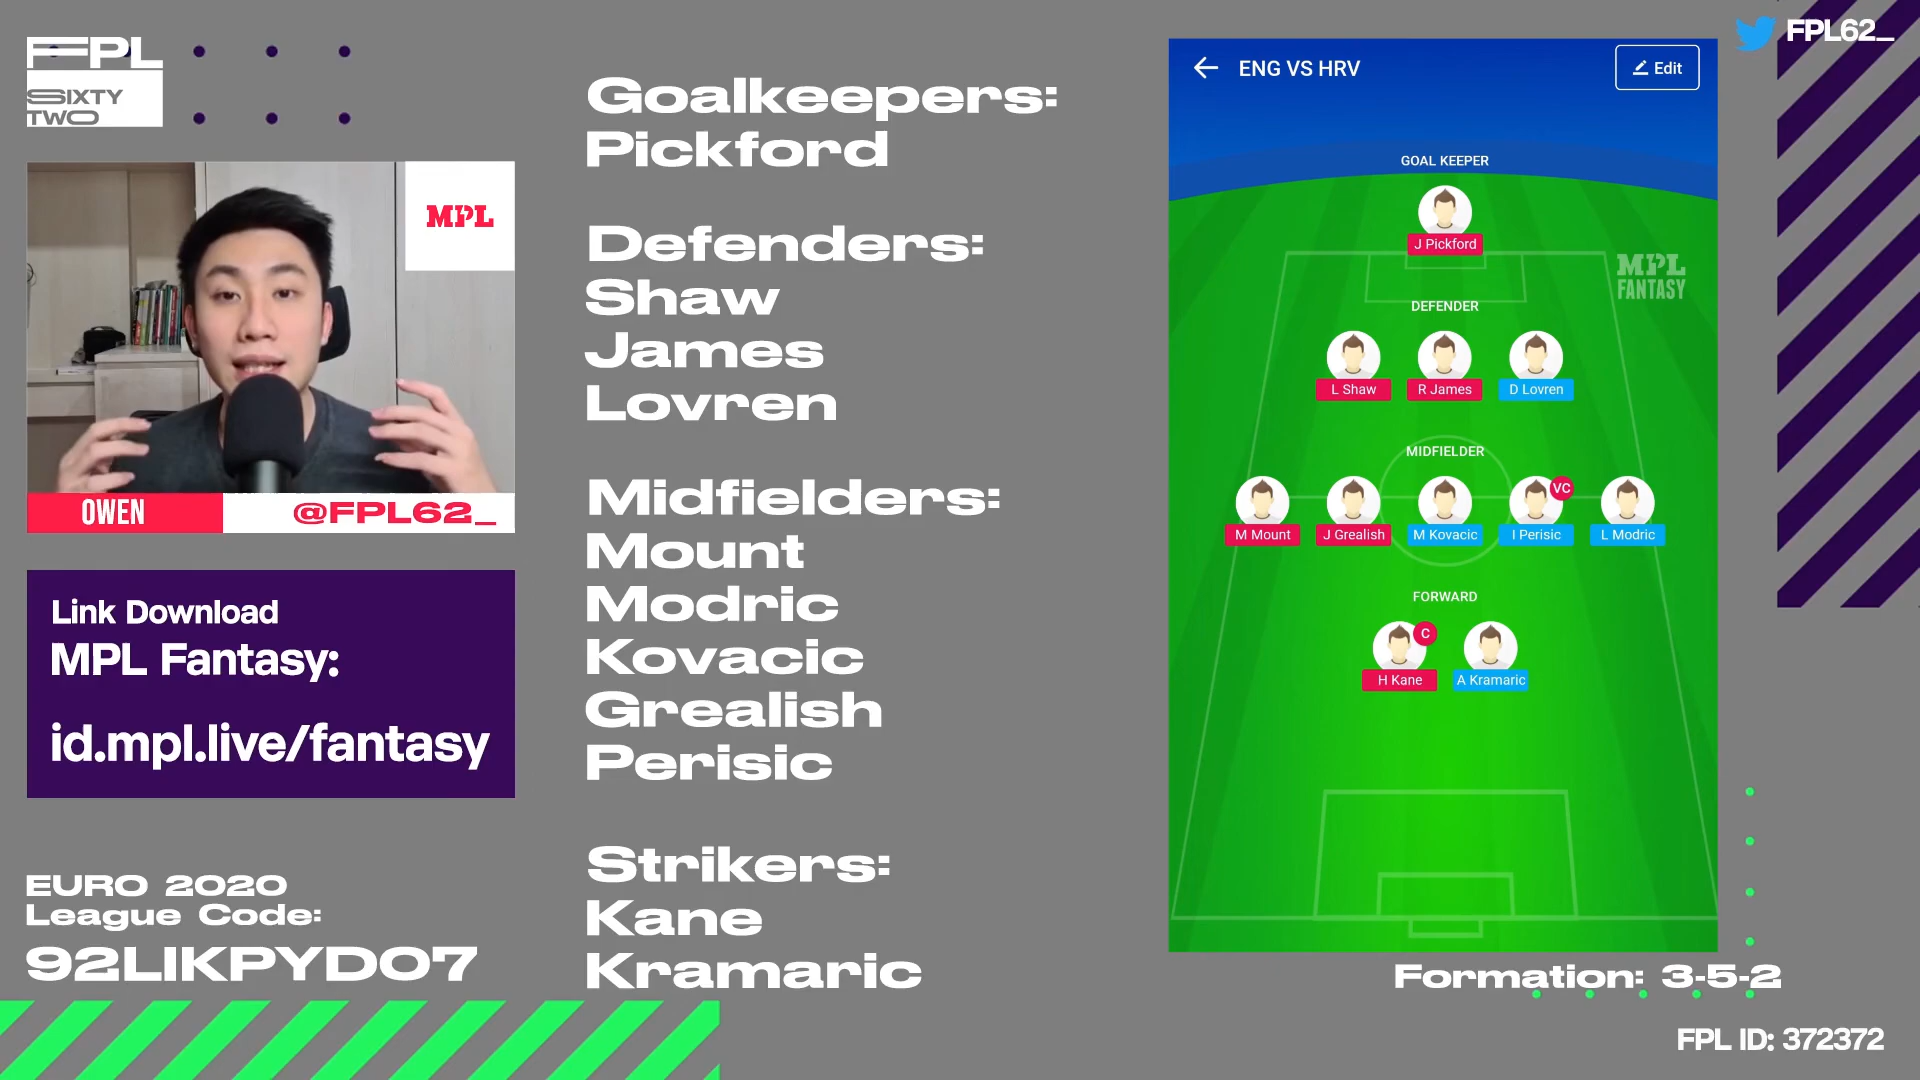 FPL
SIXTY
TWO
MPL
OWEN
@FPL62_
Link Download
MPL Fantasy:
id.mpl.live/fantasy
EURO 2020
League Code:
92LIKPYDO7
Goalkeepers:
Pickford
Defenders:
Shaw
James
Lovren
Midfielders:
Mount
Modric
Kovacic
Grealish
Perisic
Strikers:
Kane
Kramaric
FPL62_
ENG VS HRV
Edit
GOAL KEEPER
J Pickford
MPL
FANTASY
DEFENDER
L Shaw R James D Lovren
MIDFIELDER
VC
M Mount J Grealish M Kovacic I Perisic L Modric
FORWARD
C
H Kane A Kramaric
Formation: 3-5-2
FPL ID: 372372